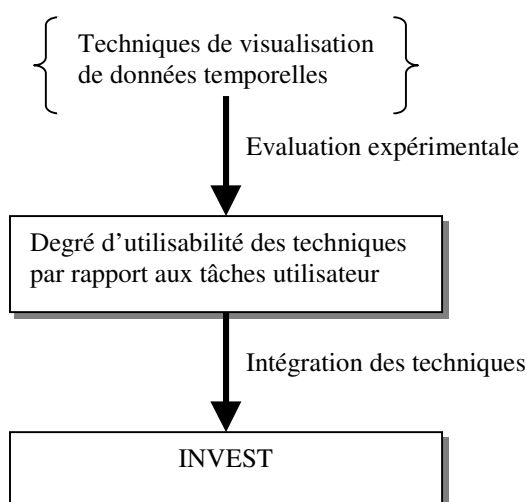 Techniques de visualisation
de données temporelles
Evaluation expérimentale
Degré d'utilisabilité des techniques
par rapport aux tâches utilisateur
Intégration des techniques
INVEST